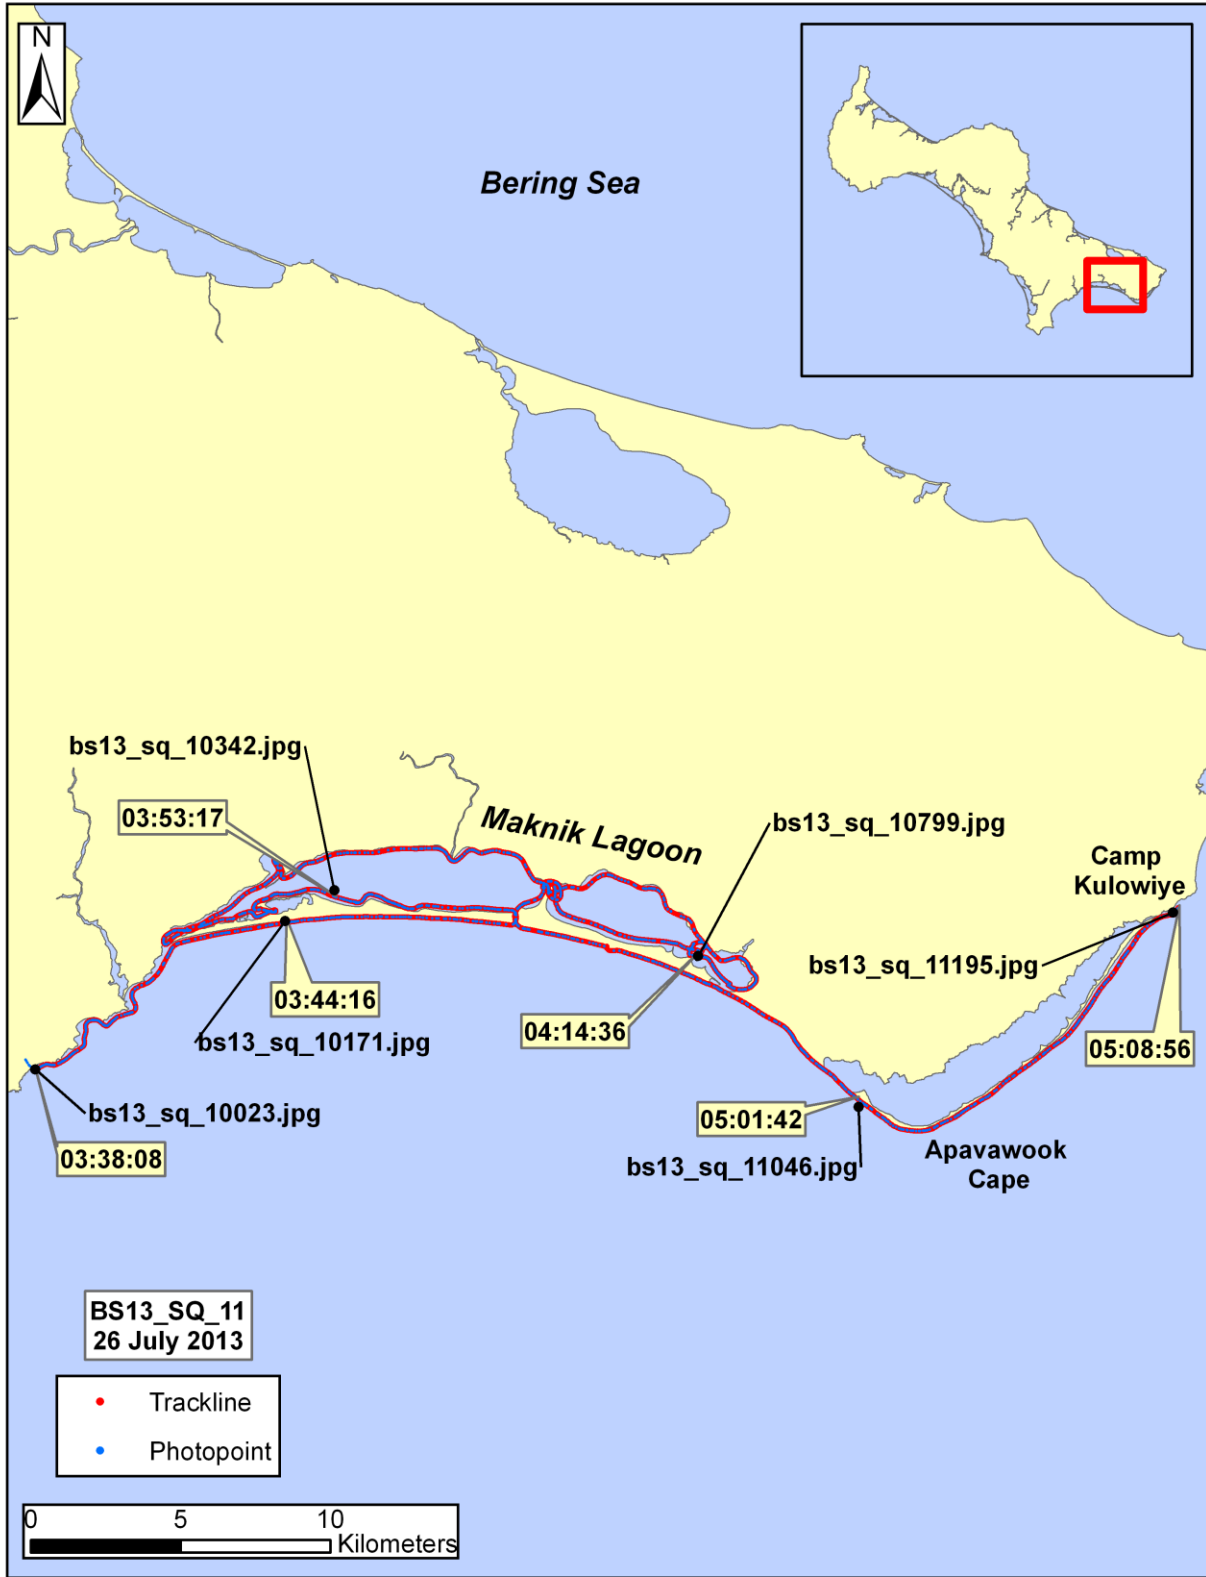 N
Bering Sea
bs13_sq_10342.jpg
03:53:17
Maknik Lagoon
bs13_sq_10799.jpg
Camp
Kulowiye
bs13_sq_11195.jpg
03:44:16
04:14:36
bs13_sq_10171.jpg
05:08:56
bs13_sq_10023.jpg
05:01:42
03:38:08
bs13_sq_11046.jpg
Apavawook
Cape
BS13_SQ_11
26 July 2013
Trackline
Photopoint
0 5 10
Kilometers